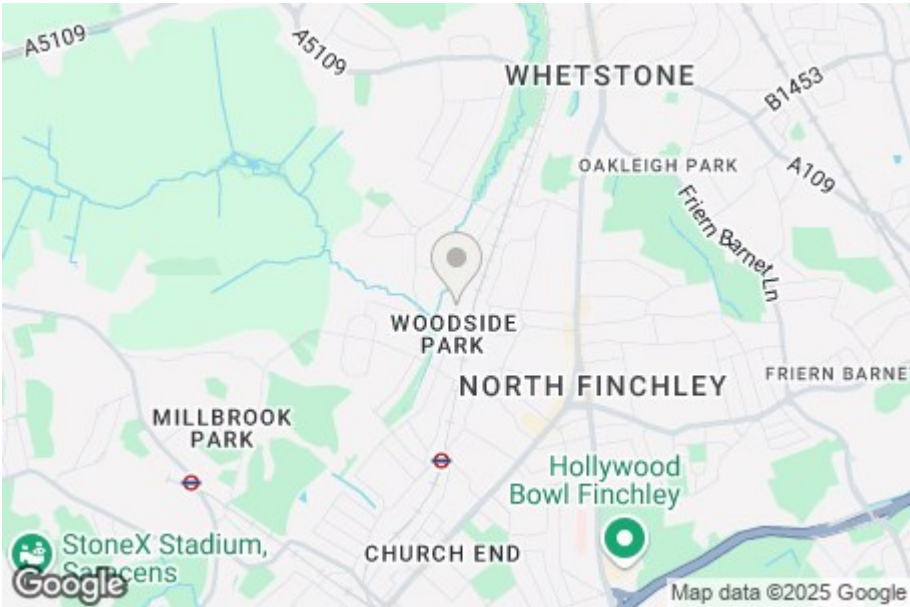 A5109
A5109
WHETSTONE
B1453
OAKLEIGH PARK
A109
Friern Barnet Ln
WOODSIDE
PARK
NORTH FINCHLEY
FRIERN BARNE
MILLBROOK
PARK
Hollywood
Bowl Finchley
StoneX Stadium,
Saracens
CHURCH END
Google
Map data ©2025 Google